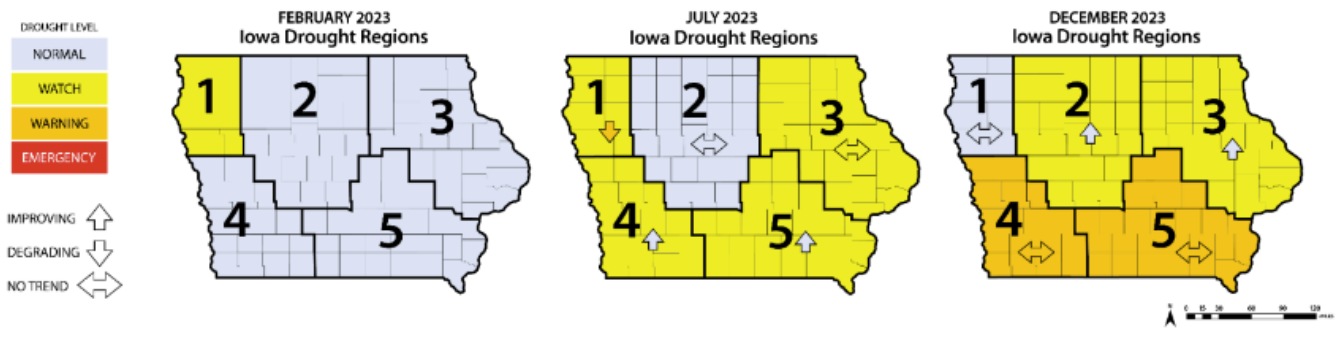 DROUGHT LEVEL
NORMAL
WATCH
WARNING
EMERGENCY
IMPROVING
DEGRADING
NO TREND
FEBRUARY 2023
Iowa Drought Regions
1
2
3
4
5
JULY 2023
Iowa Drought Regions
1
2
3
4
5
DECEMBER 2023
Iowa Drought Regions
1
2
3
4
5
N
0 15 30 60 90 120